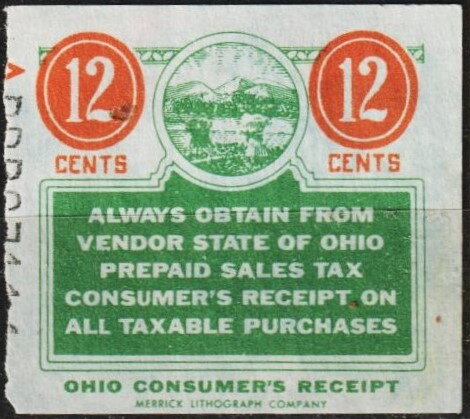 12 12
CENTS CENTS
ALWAYS OBTAIN FROM
VENDOR STATE OF OHIO
PREPAID SALES TAX
CONSUMER'S RECEIPT ON
ALL TAXABLE PURCHASES
OHIO CONSUMER'S RECEIPT
MERRICK LITHOGRAPH COMPANY